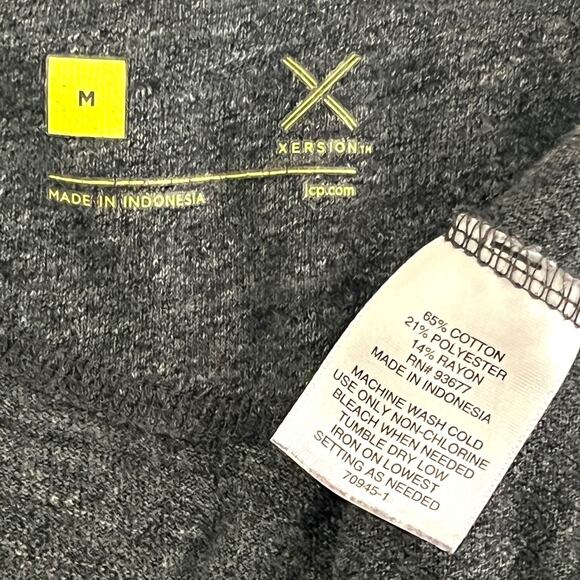 M
XERSION™
MADE IN INDONESIA
jcp.com
65% COTTON
21% POLYESTER
14% RAYON
RN# 93677
MADE IN INDONESIA
MACHINE WASH COLD
USE ONLY NON-CHLORINE
BLEACH WHEN NEEDED
TUMBLE DRY LOW
IRON ON LOWEST
SETTING AS NEEDED
70945-1